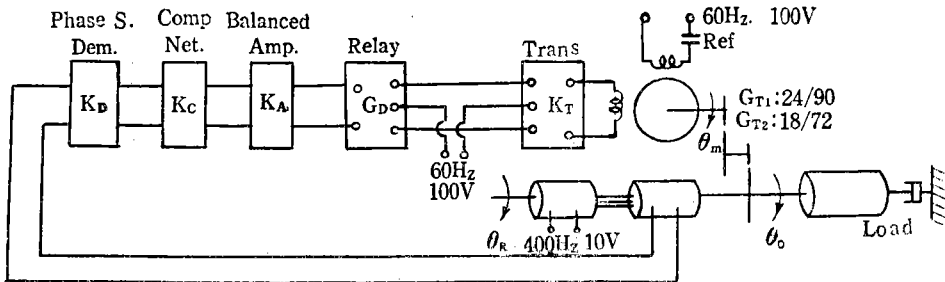 Phase S. Dem.
Comp Net.
Balanced Amp.
Relay
Trans
60Hz. 100V
Ref
K_D
K_C
K_A.
G_D
K_T
G_T1:24/90
G_T2:18/72
θ_m
60Hz
100V
θ_R
400Hz 10V
θ_o
Load